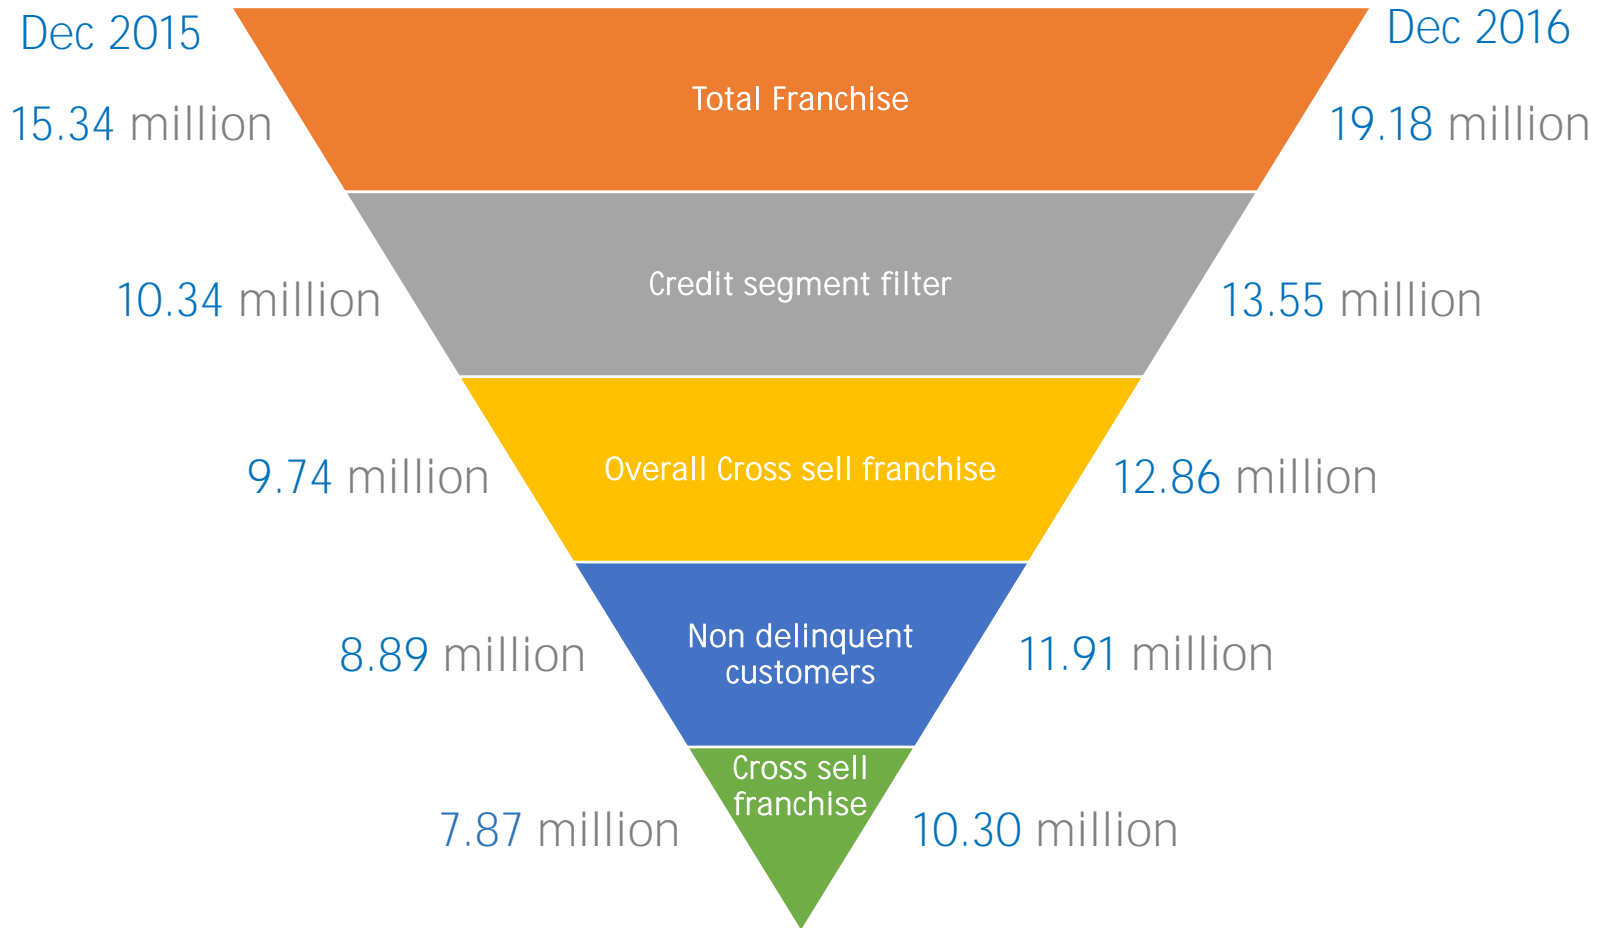 Dec 2015
Dec 2016
Total Franchise
15.34 million
19.18 million
Credit segment filter
10.34 million
13.55 million
Overall Cross sell franchise
9.74 million
12.86 million
Non delinquent
customers
8.89 million
11.91 million
Cross sell
franchise
7.87 million
10.30 million